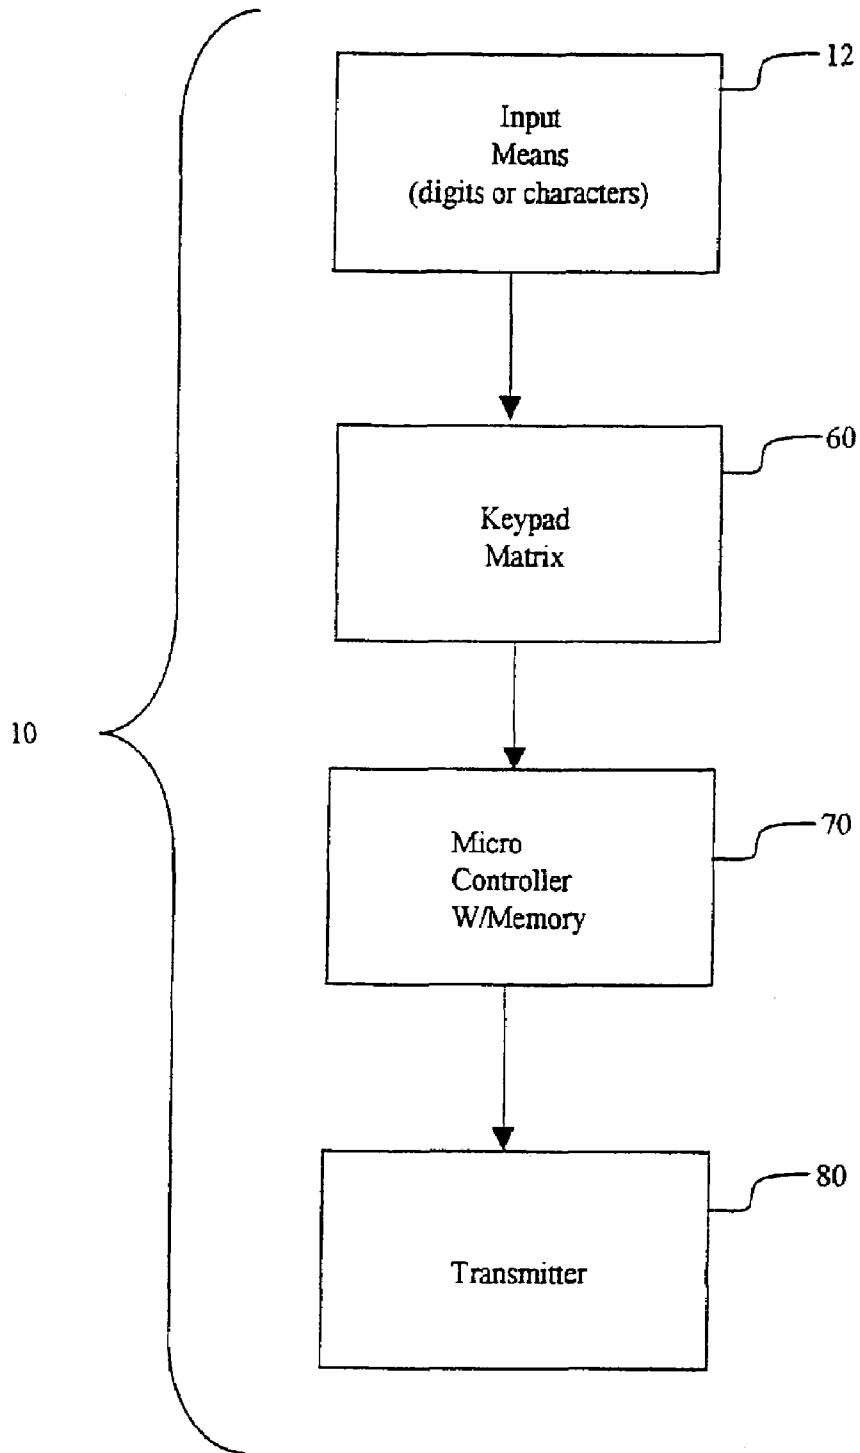 12
Input
Means
(digits or characters)
60
Keypad
Matrix
10
70
Micro
Controller
W/Memory
80
Transmitter